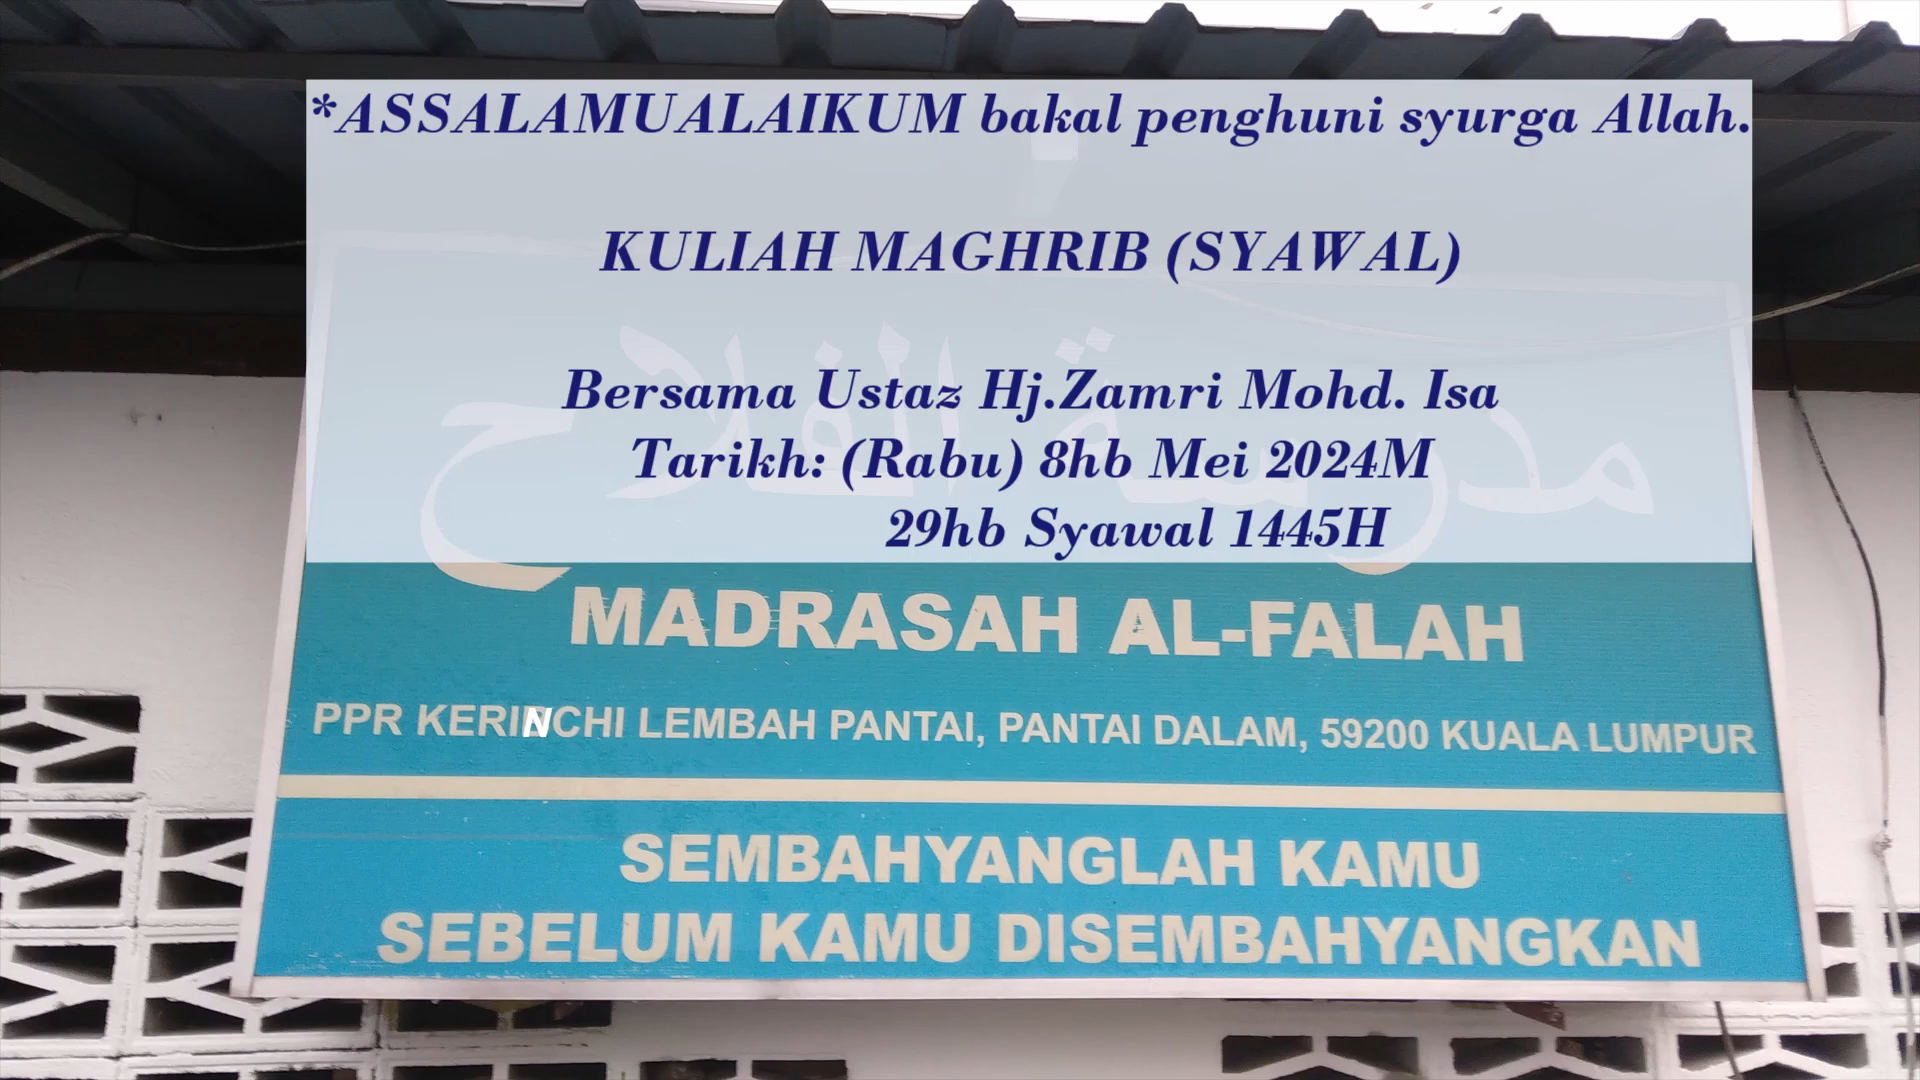 *ASSALAMUALAIKUM bakal penghuni syurga Allah.
KULIAH MAGHRIB (SYAWAL)
Bersama Ustaz Hj.Zamri Mohd. Isa
Tarikh: (Rabu) 8hb Mei 2024M
29hb Syawal 1445H
مدرسة الفلاح
MADRASAH AL-FALAH
PPR KERINCHI LEMBAH PANTAI, PANTAI DALAM, 59200 KUALA LUMPUR
SEMBAHYANGLAH KAMU
SEBELUM KAMU DISEMBAHYANGKAN